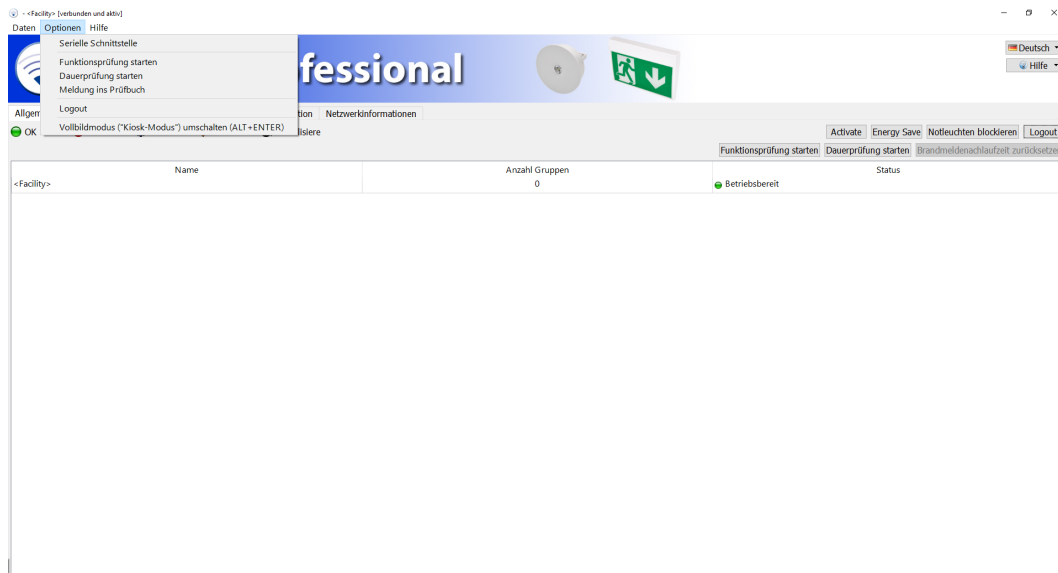 - <Facility> [verbunden und aktiv]
Daten Optionen Hilfe
Serielle Schnittstelle
Funktionsprüfung starten
Dauerprüfung starten
Meldung ins Prüfbuch
Logout
Vollbildmodus ("Kiosk-Modus") umschalten (ALT+ENTER)
fessional
Deutsch
Hilfe
Allgem
tion Netzwerkinformationen
OK
lisiere
Activate Energy Save Notleuchten blockieren Logout
Funktionsprüfung starten Dauerprüfung starten Brandmeldenachlaufzeit zurücksetze
Name Anzahl Gruppen Status
<Facility> 0 Betriebsbereit